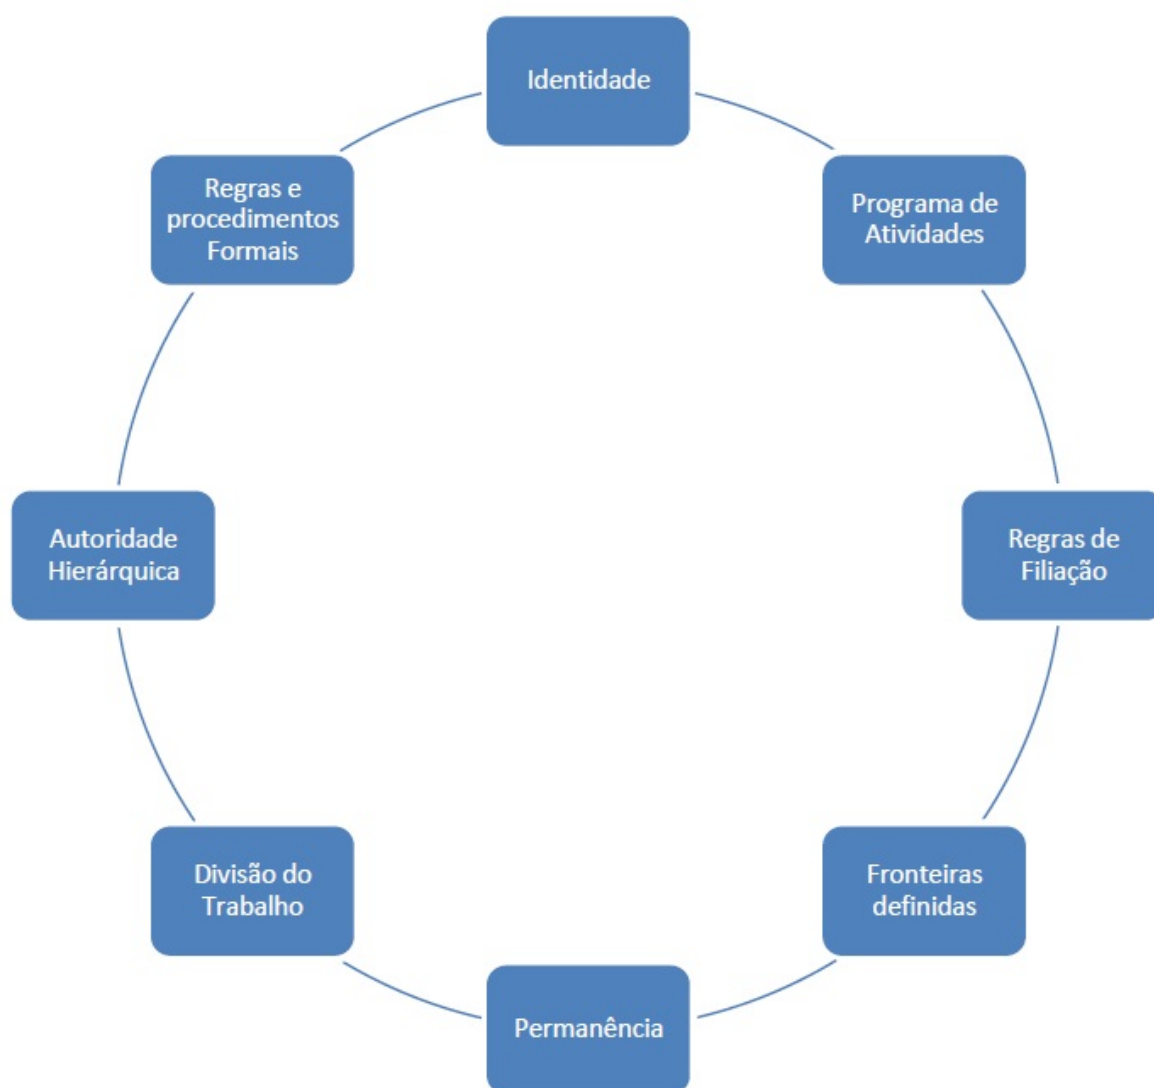 Identidade
Programa de
Atividades
Regras de
Filiação
Fronteiras
definidas
Permanência
Divisão do
Trabalho
Autoridade
Hierárquica
Regras e
procedimentos
Formais